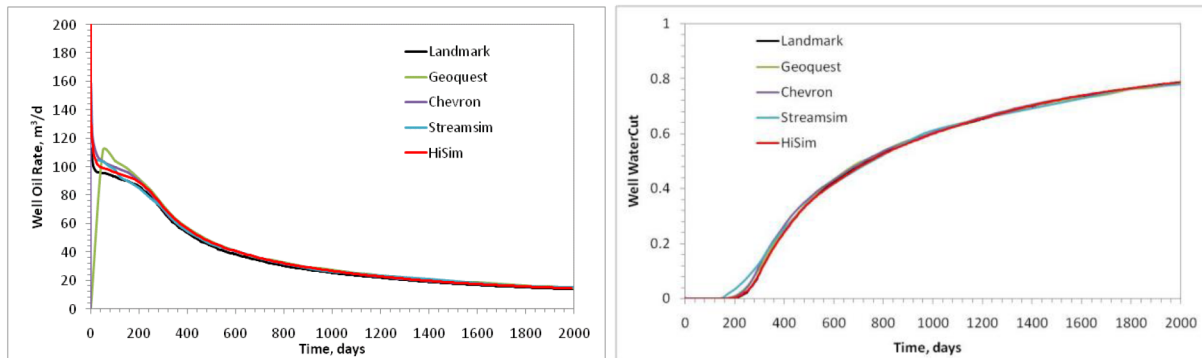 Well Oil Rate, m³/d
200
180
160
140
120
100
80
60
40
20
0
Landmark
Geoquest
Chevron
Streamsim
HiSim
0 200 400 600 800 1000 1200 1400 1600 1800 2000
Time, days
Well WaterCut
1
0.8
0.6
0.4
0.2
0
Landmark
Geoquest
Chevron
Streamsim
HiSim
0 200 400 600 800 1000 1200 1400 1600 1800 2000
Time, days